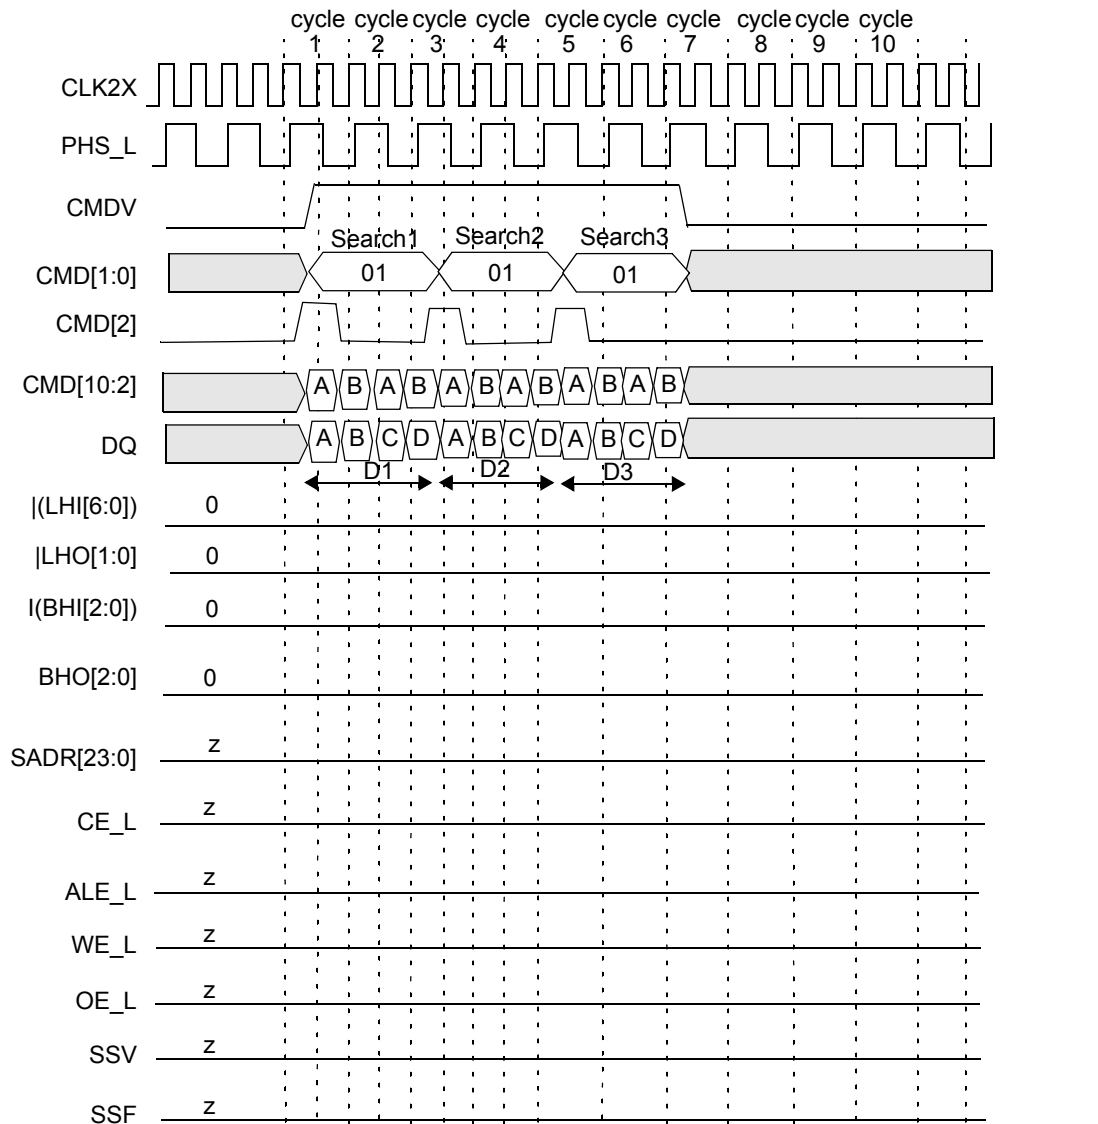 cycle cycle cycle cycle cycle cycle cycle cycle cycle cycle
1 2 3 4 5 6 7 8 9 10
CLK2X
PHS_L
CMDV
Search1 Search2 Search3
CMD[1:0] 01 01 01
CMD[2]
CMD[10:2] A B A B A B A B A B A B
DQ A B C D A B C D A B C D
D1 D2 D3
|(LHI[6:0]) 0
|LHO[1:0] 0
I(BHI[2:0]) 0
BHO[2:0] 0
SADR[23:0] z
CE_L z
ALE_L z
WE_L z
OE_L z
SSV z
SSF z